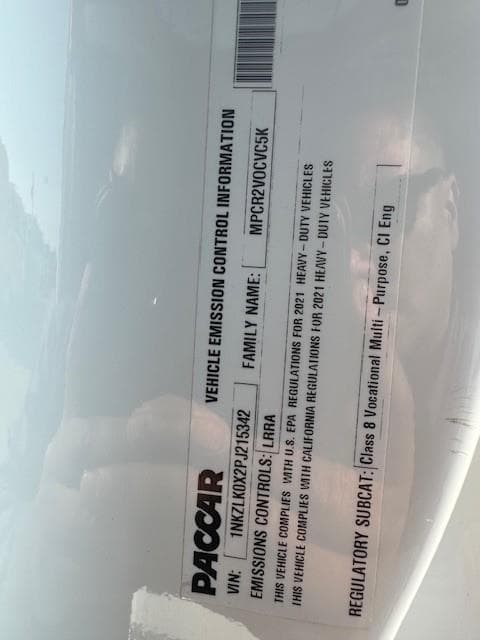 PACCAR VEHICLE EMISSION CONTROL INFORMATION
VIN: 1NKZLK0X2PJ215342 FAMILY NAME: MPCR2VOCVC5K
EMISSIONS CONTROLS: LRRA
THIS VEHICLE COMPLIES WITH U.S. EPA REGULATIONS FOR 2021 HEAVY-DUTY VEHICLES
THIS VEHICLE COMPLIES WITH CALIFORNIA REGULATIONS FOR 2021 HEAVY-DUTY VEHICLES
REGULATORY SUBCAT: Class 8 Vocational Multi-Purpose, CI Eng